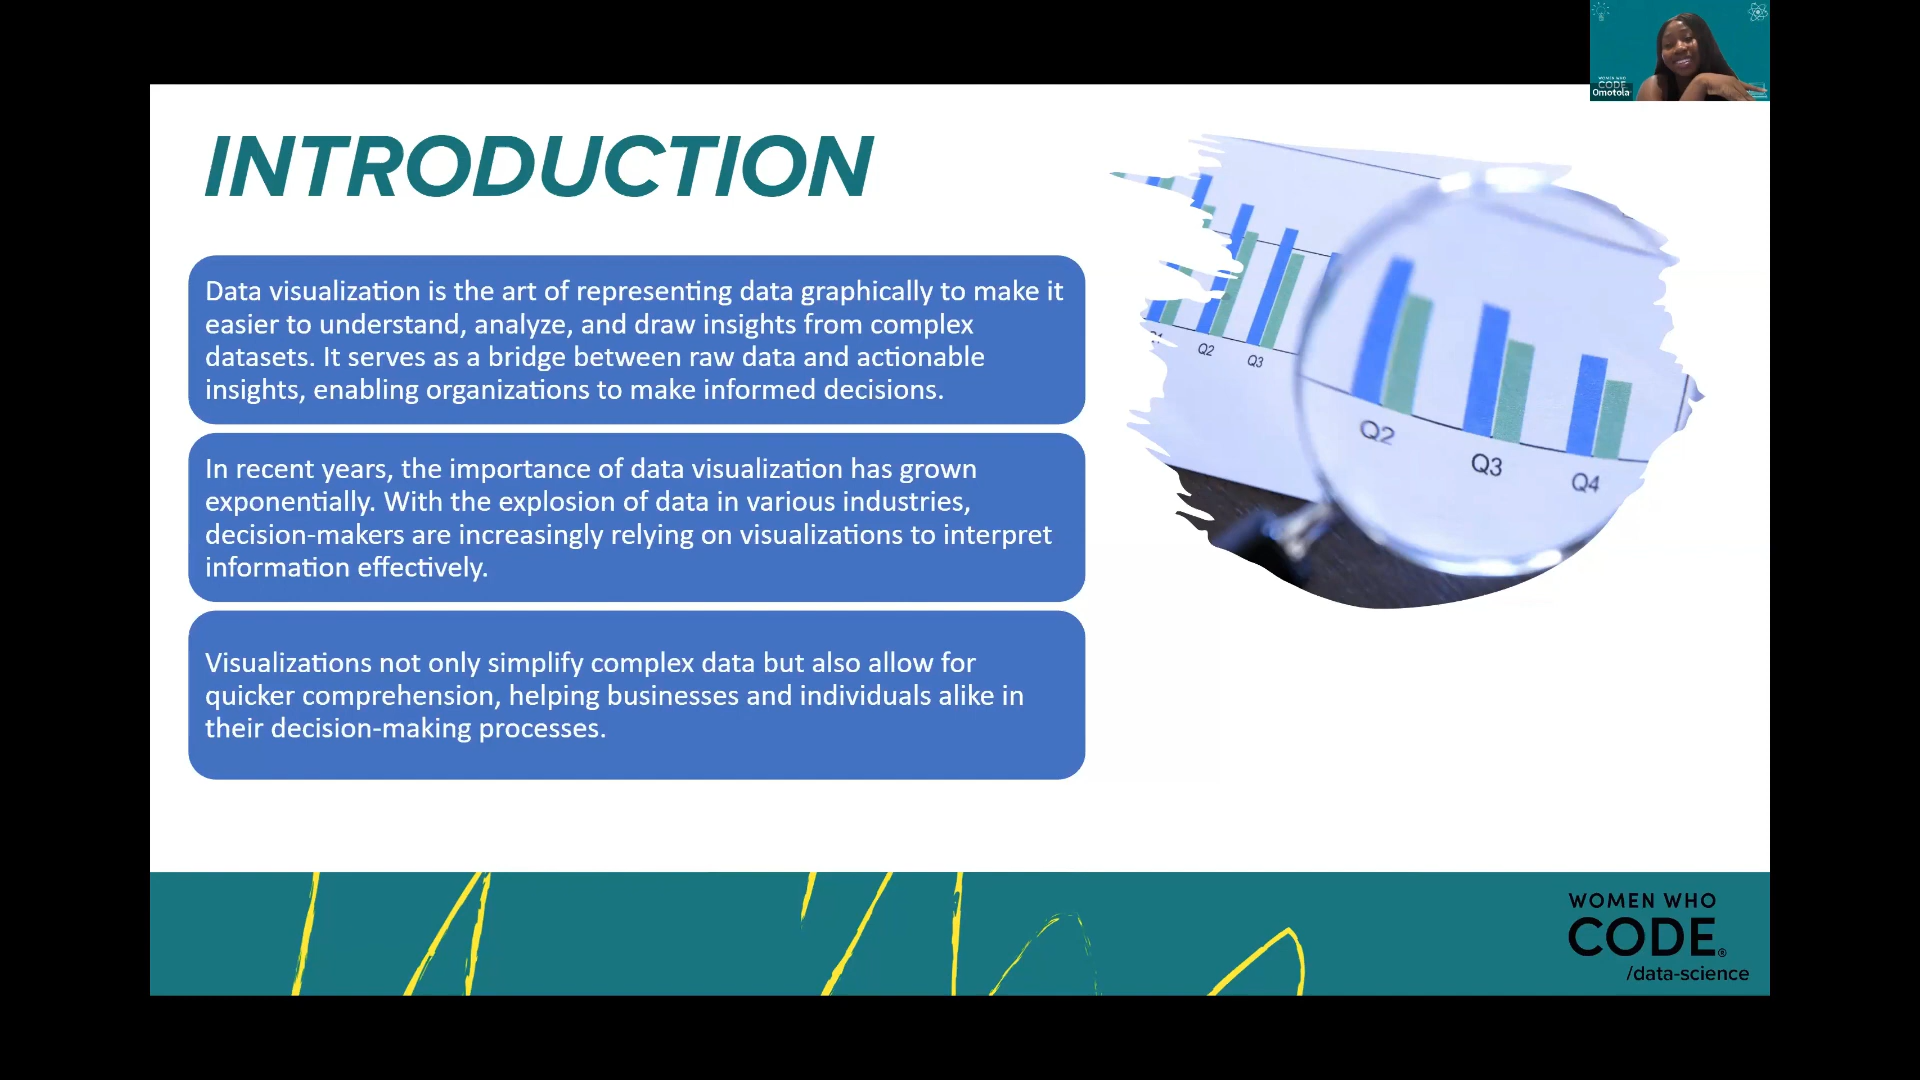 WOMEN WHO
CODE
Omotola
INTRODUCTION
Data visualization is the art of representing data graphically to make it
easier to understand, analyze, and draw insights from complex
datasets. It serves as a bridge between raw data and actionable
insights, enabling organizations to make informed decisions.
In recent years, the importance of data visualization has grown
exponentially. With the explosion of data in various industries,
decision-makers are increasingly relying on visualizations to interpret
information effectively.
Visualizations not only simplify complex data but also allow for
quicker comprehension, helping businesses and individuals alike in
their decision-making processes.
Q2
Q3
Q2
Q3
Q4
WOMEN WHO
CODE®
/data-science